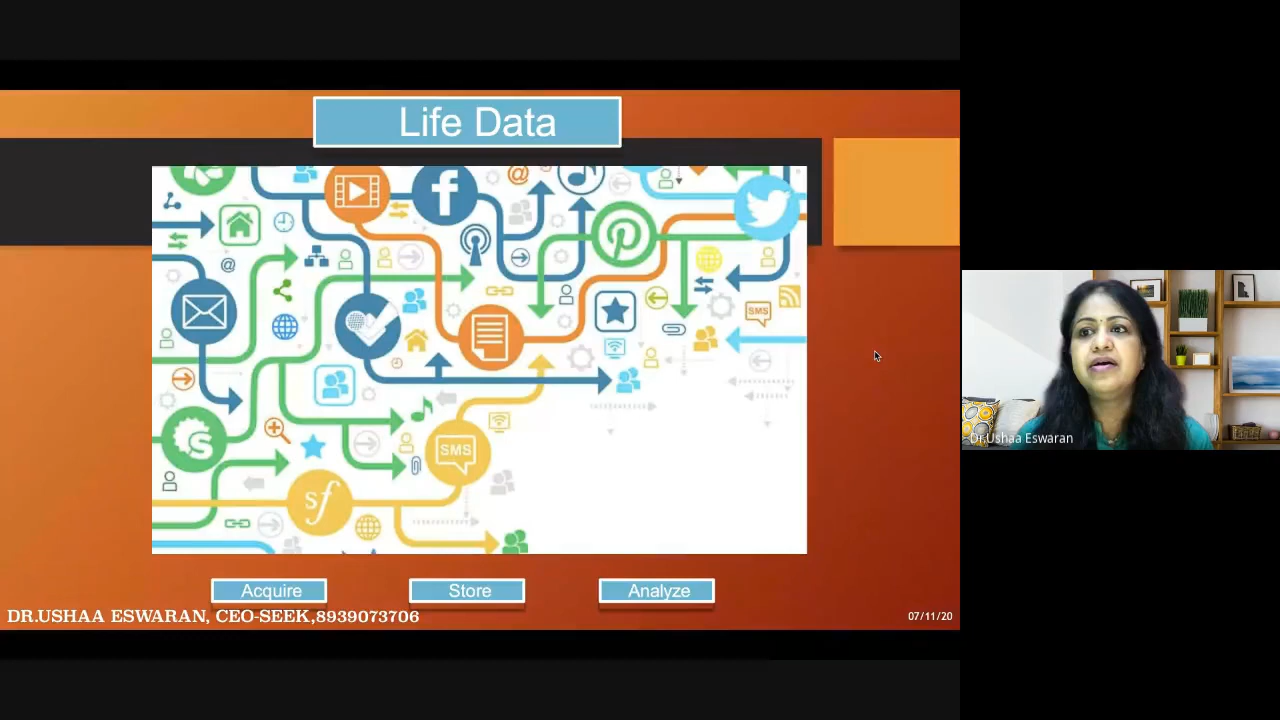 Life Data
@
f
@
SMS
SMS
S
sf
Acquire
Store
Analyze
DR.USHAA ESWARAN, CEO-SEEK,8939073706
07/11/20
Dr.Ushaa Eswaran